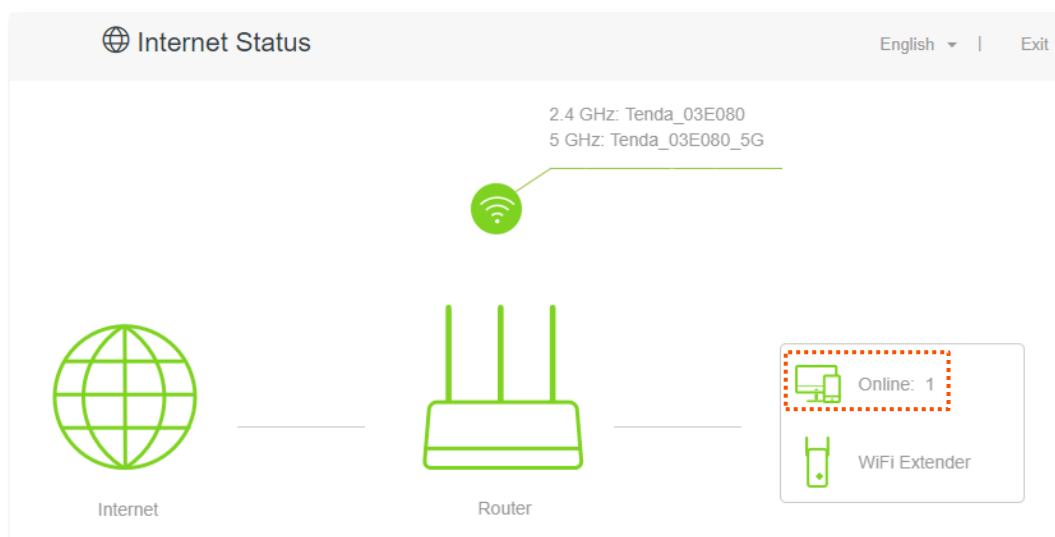 Internet Status
English |
Exit
2.4 GHz: Tenda_03E080
5 GHz: Tenda_03E080_5G
Online: 1
WiFi Extender
Internet
Router